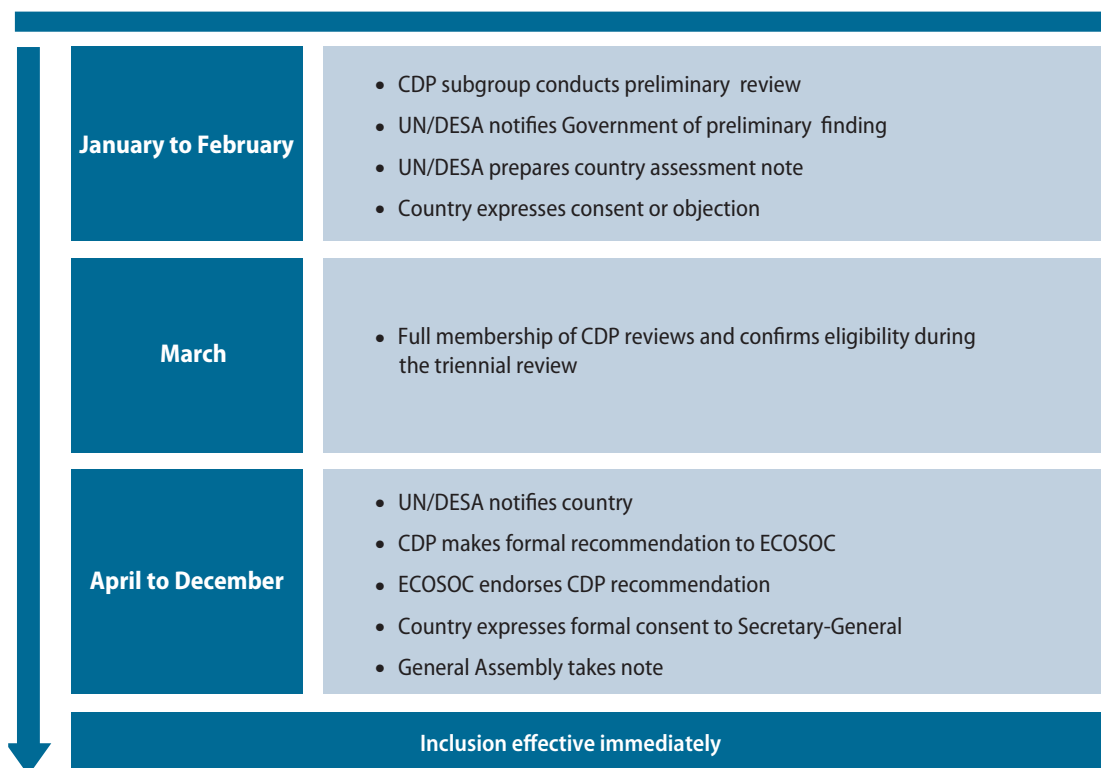 January to February
• CDP subgroup conducts preliminary review
• UN/DESA notifies Government of preliminary finding
• UN/DESA prepares country assessment note
• Country expresses consent or objection
March
• Full membership of CDP reviews and confirms eligibility during
the triennial review
April to December
• UN/DESA notifies country
• CDP makes formal recommendation to ECOSOC
• ECOSOC endorses CDP recommendation
• Country expresses formal consent to Secretary-General
• General Assembly takes note
Inclusion effective immediately